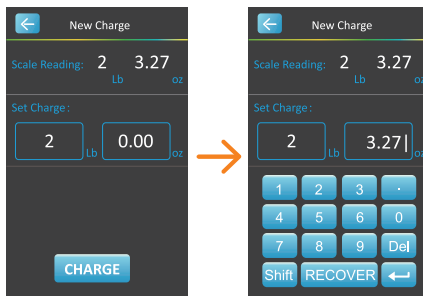 New Charge
Scale Reading: 2 Lb 3.27 oz
Set Charge:
2 Lb 0.00 oz
CHARGE
New Charge
Scale Reading: 2 Lb 3.27 oz
Set Charge:
2 Lb 3.27 oz
1 2 3 .
4 5 6 0
7 8 9 Del
Shift RECOVER